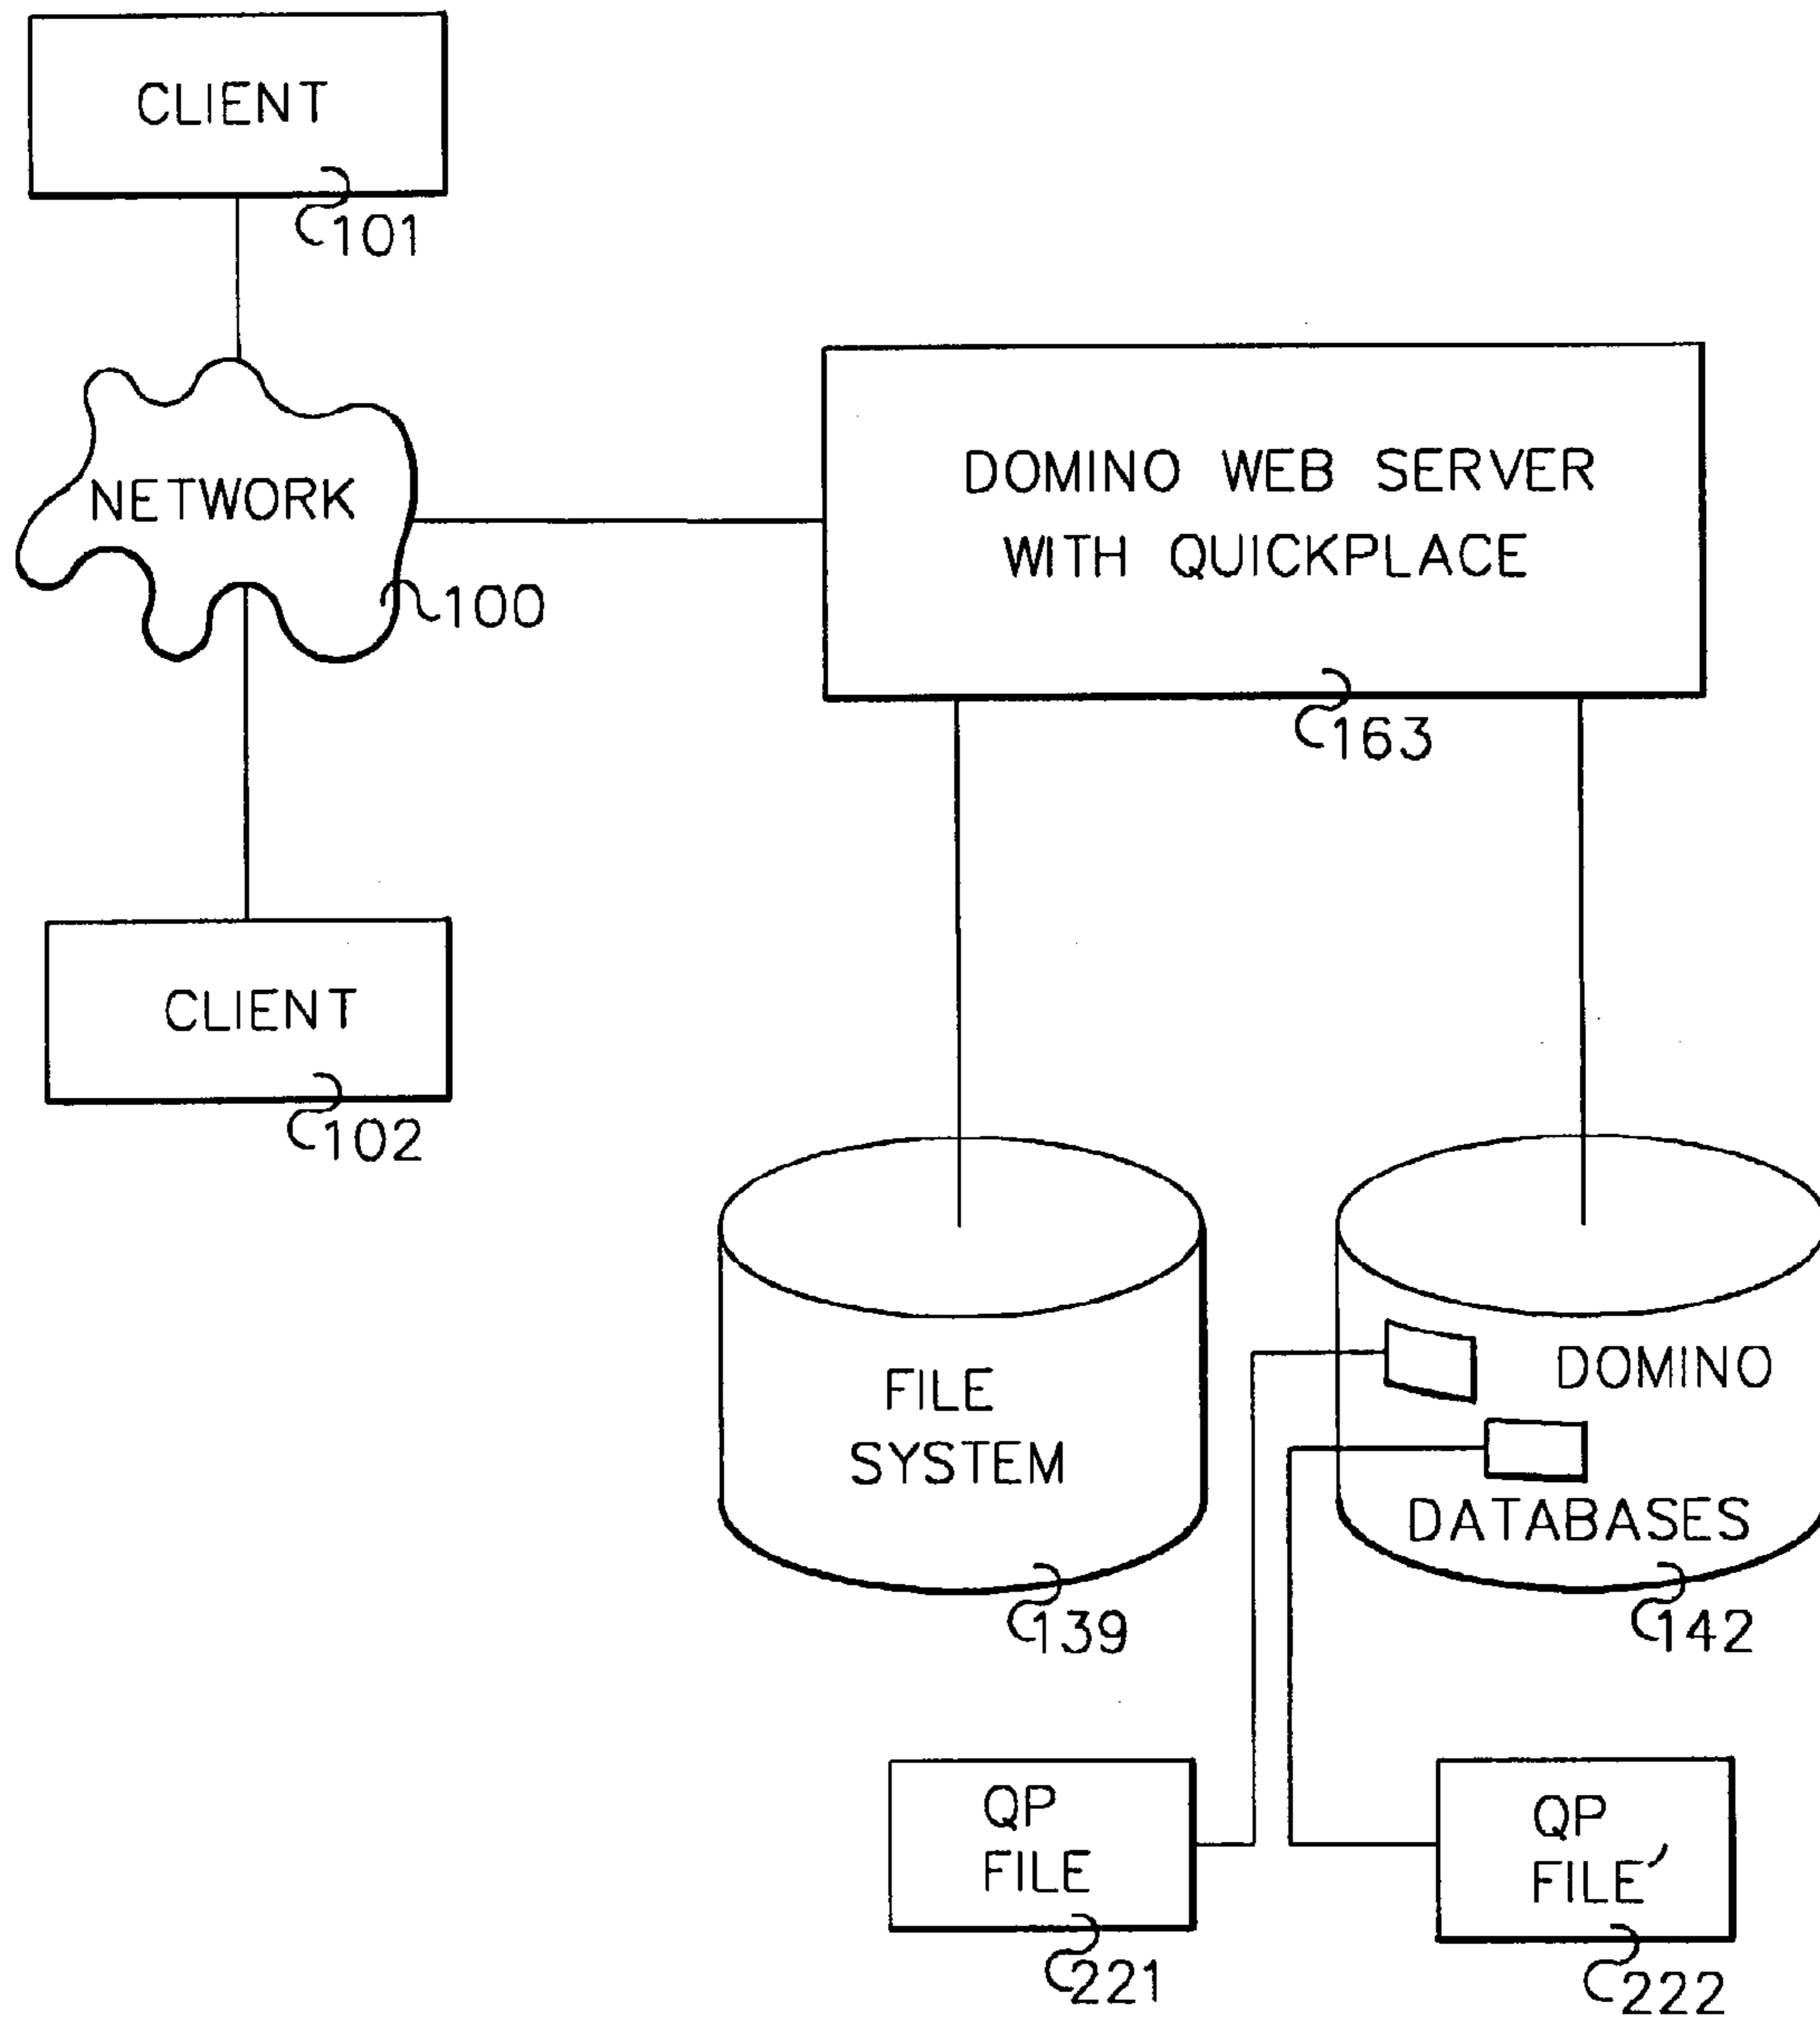 CLIENT
101
NETWORK
100
DOMINO WEB SERVER
WITH QUICKPLACE
163
CLIENT
102
FILE
SYSTEM
139
DOMINO
DATABASES
142
QP
FILE
221
QP
FILE'
222